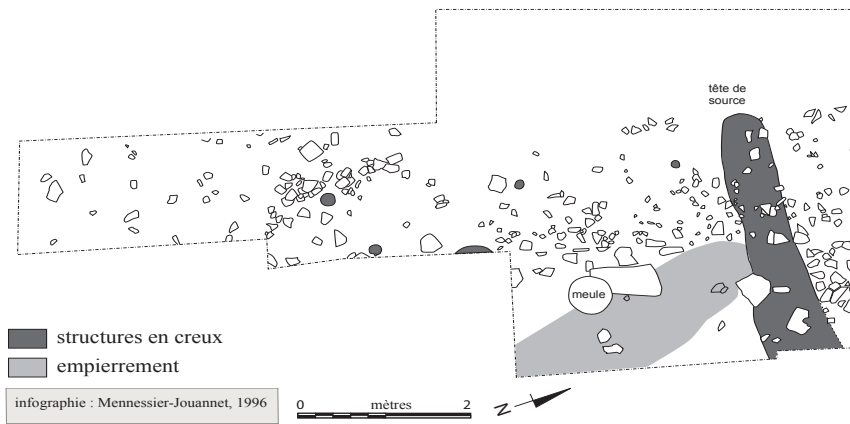 tête de
source
meule
structures en creux
empierrement
infographie : Mennessier-Jouannet, 1996
0 mètres 2
N